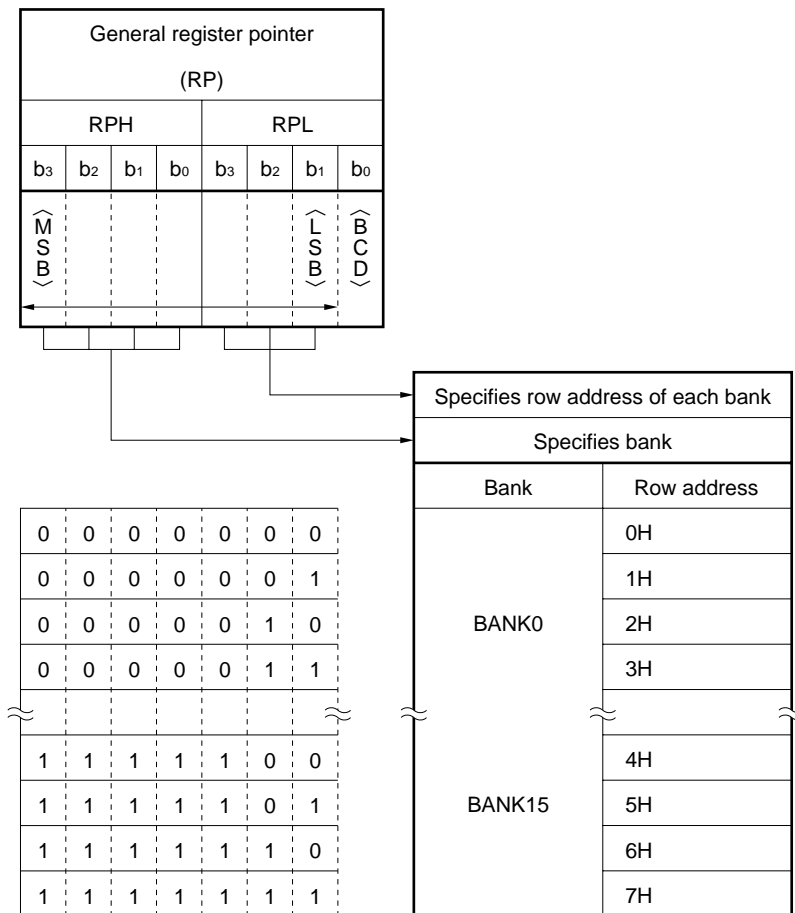 General register pointer
(RP)
RPH RPL
b3 b2 b1 b0 b3 b2 b1 b0
〈MSB〉 〈LSB〉 〈BCD〉
Specifies row address of each bank
Specifies bank
Bank Row address
0 0 0 0 0 0 0 0H
0 0 0 0 0 0 1 1H
0 0 0 0 0 1 0 BANK0 2H
0 0 0 0 0 1 1 3H
1 1 1 1 1 0 0 4H
1 1 1 1 1 0 1 BANK15 5H
1 1 1 1 1 1 0 6H
1 1 1 1 1 1 1 7H